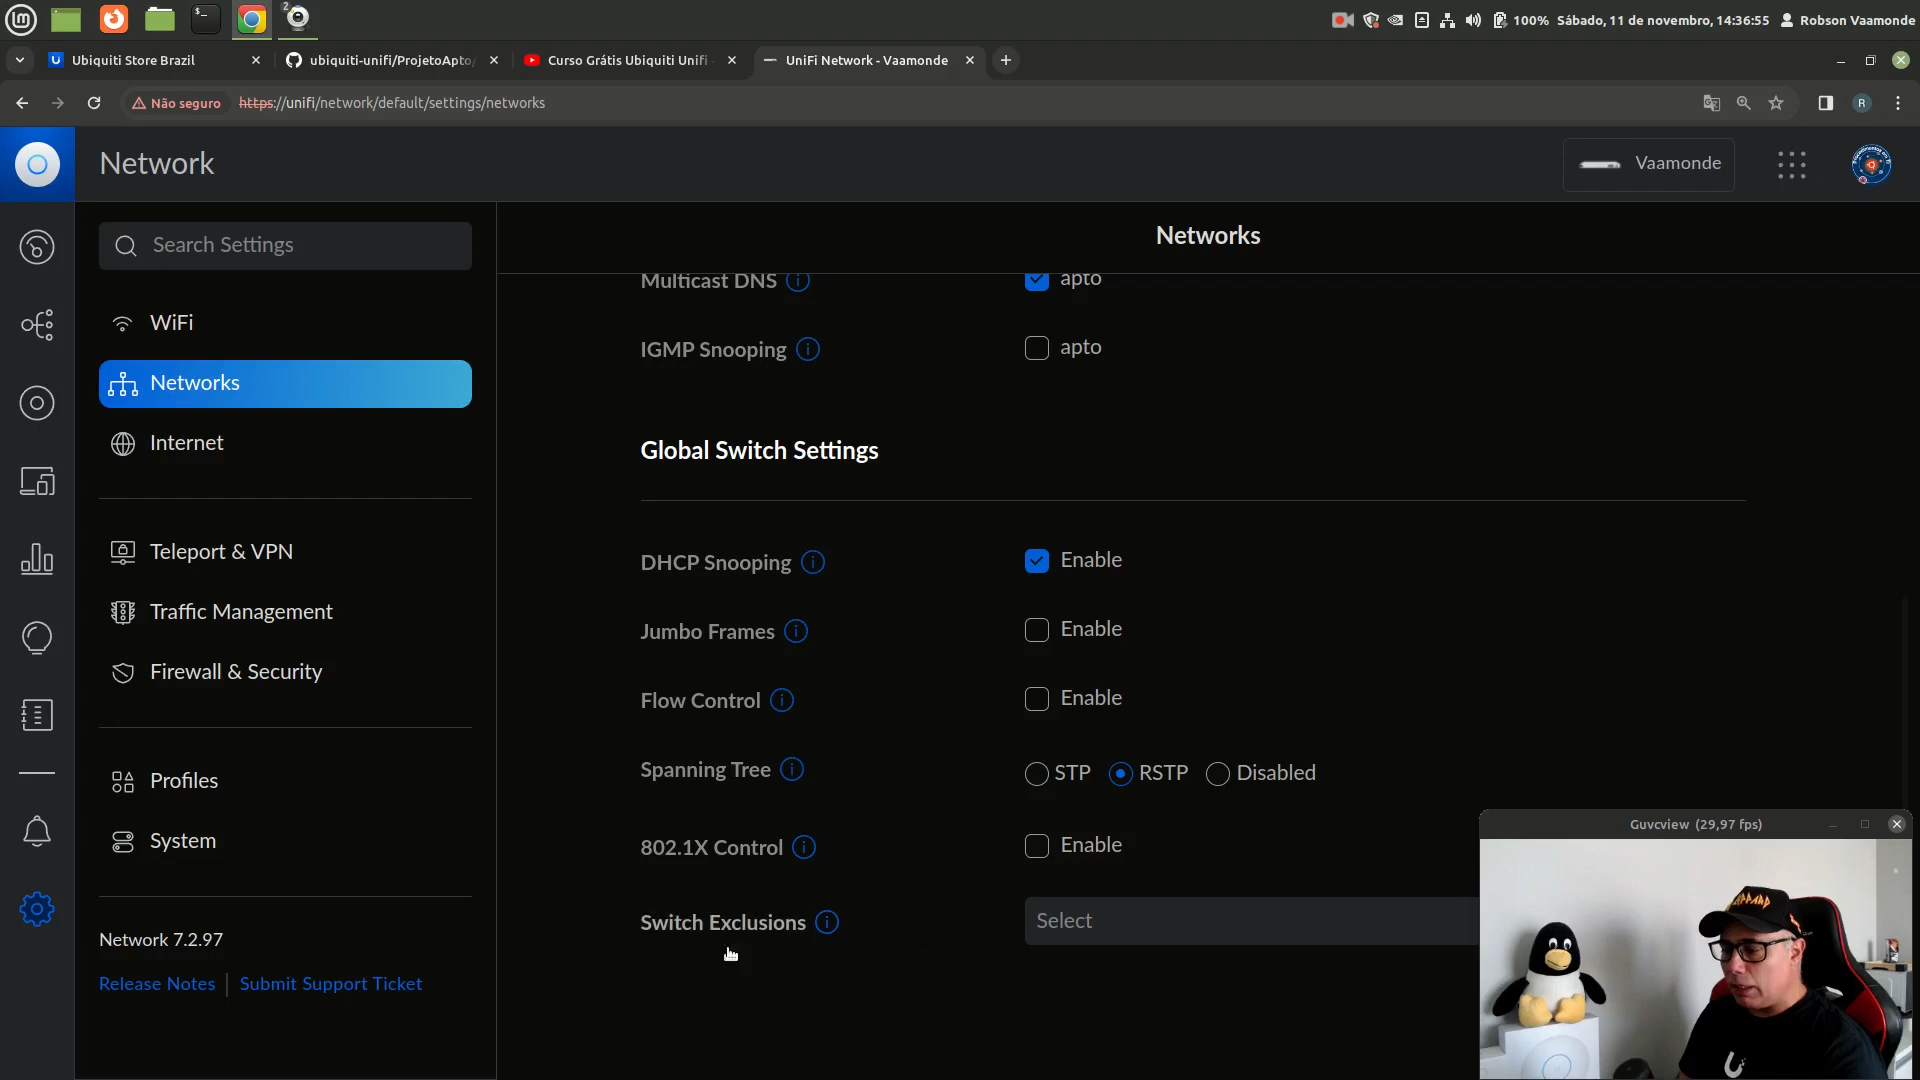 2
100%
Sábado, 11 de novembro, 14:36:55
Robson Vaamonde
Ubiquiti Store Brazil
ubiquiti-unifi/ProjetoApto/
Curso Grátis Ubiquiti Unifi
UniFi Network - Vaamonde
Não seguro
https://unifi/network/default/settings/networks
R
Network
Vaamonde
Search Settings
WiFi
Networks
Internet
Teleport & VPN
Traffic Management
Firewall & Security
Profiles
System
Network 7.2.97
Release Notes
Submit Support Ticket
Networks
Multicast DNS
apto
IGMP Snooping
apto
Global Switch Settings
DHCP Snooping
Enable
Jumbo Frames
Enable
Flow Control
Enable
Spanning Tree
STP
RSTP
Disabled
802.1X Control
Enable
Switch Exclusions
Select
Guvcview (29,97 fps)